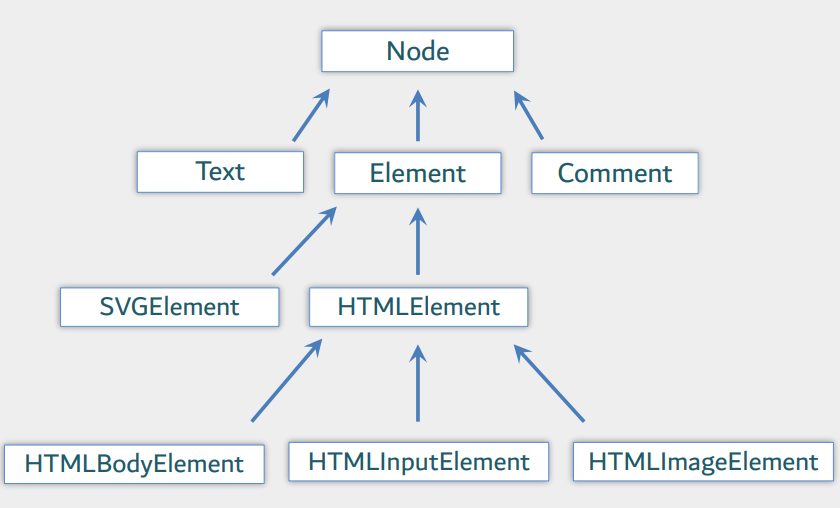 Node
Text
Element
Comment
SVGElement
HTMLElement
HTMLBodyElement
HTMLInputElement
HTMLImageElement